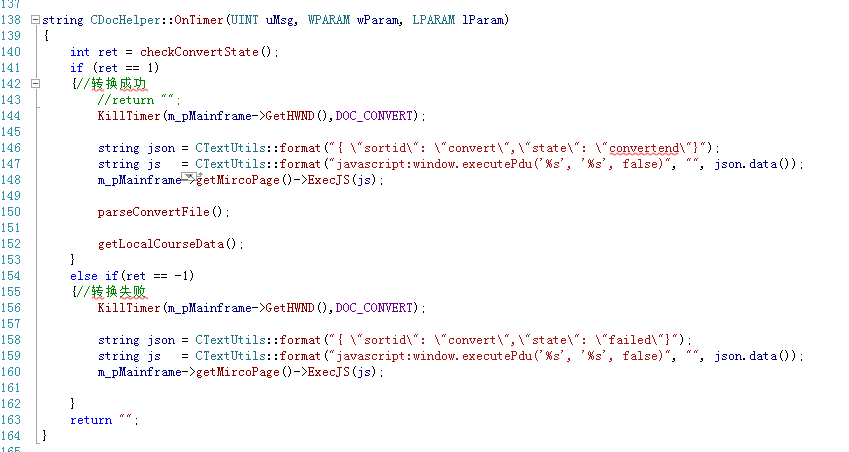 137
138 string CDocHelper::OnTimer(UINT uMsg, WPARAM wParam, LPARAM lParam)
139 {
140 int ret = checkConvertState();
141 if (ret == 1)
142 {//转换成功
143 //return "";
144 KillTimer(m_pMainframe->GetHWND(),DOC_CONVERT);
145
146 string json = CTextUtils::format("{ \"sortid\": \"convert\",\"state\": \"convertend\"}");
147 string js = CTextUtils::format("javascript:window.executePdu('%s', '%s', false)", "", json.data());
148 m_pMainframe->getMircoPage()->ExecJS(js);
149
150 parseConvertFile();
151
152 getLocalCourseData();
153 }
154 else if(ret == -1)
155 {//转换失败
156 KillTimer(m_pMainframe->GetHWND(),DOC_CONVERT);
157
158 string json = CTextUtils::format("{ \"sortid\": \"convert\",\"state\": \"failed\"}");
159 string js = CTextUtils::format("javascript:window.executePdu('%s', '%s', false)", "", json.data());
160 m_pMainframe->getMircoPage()->ExecJS(js);
161
162 }
163 return "";
164 }
165